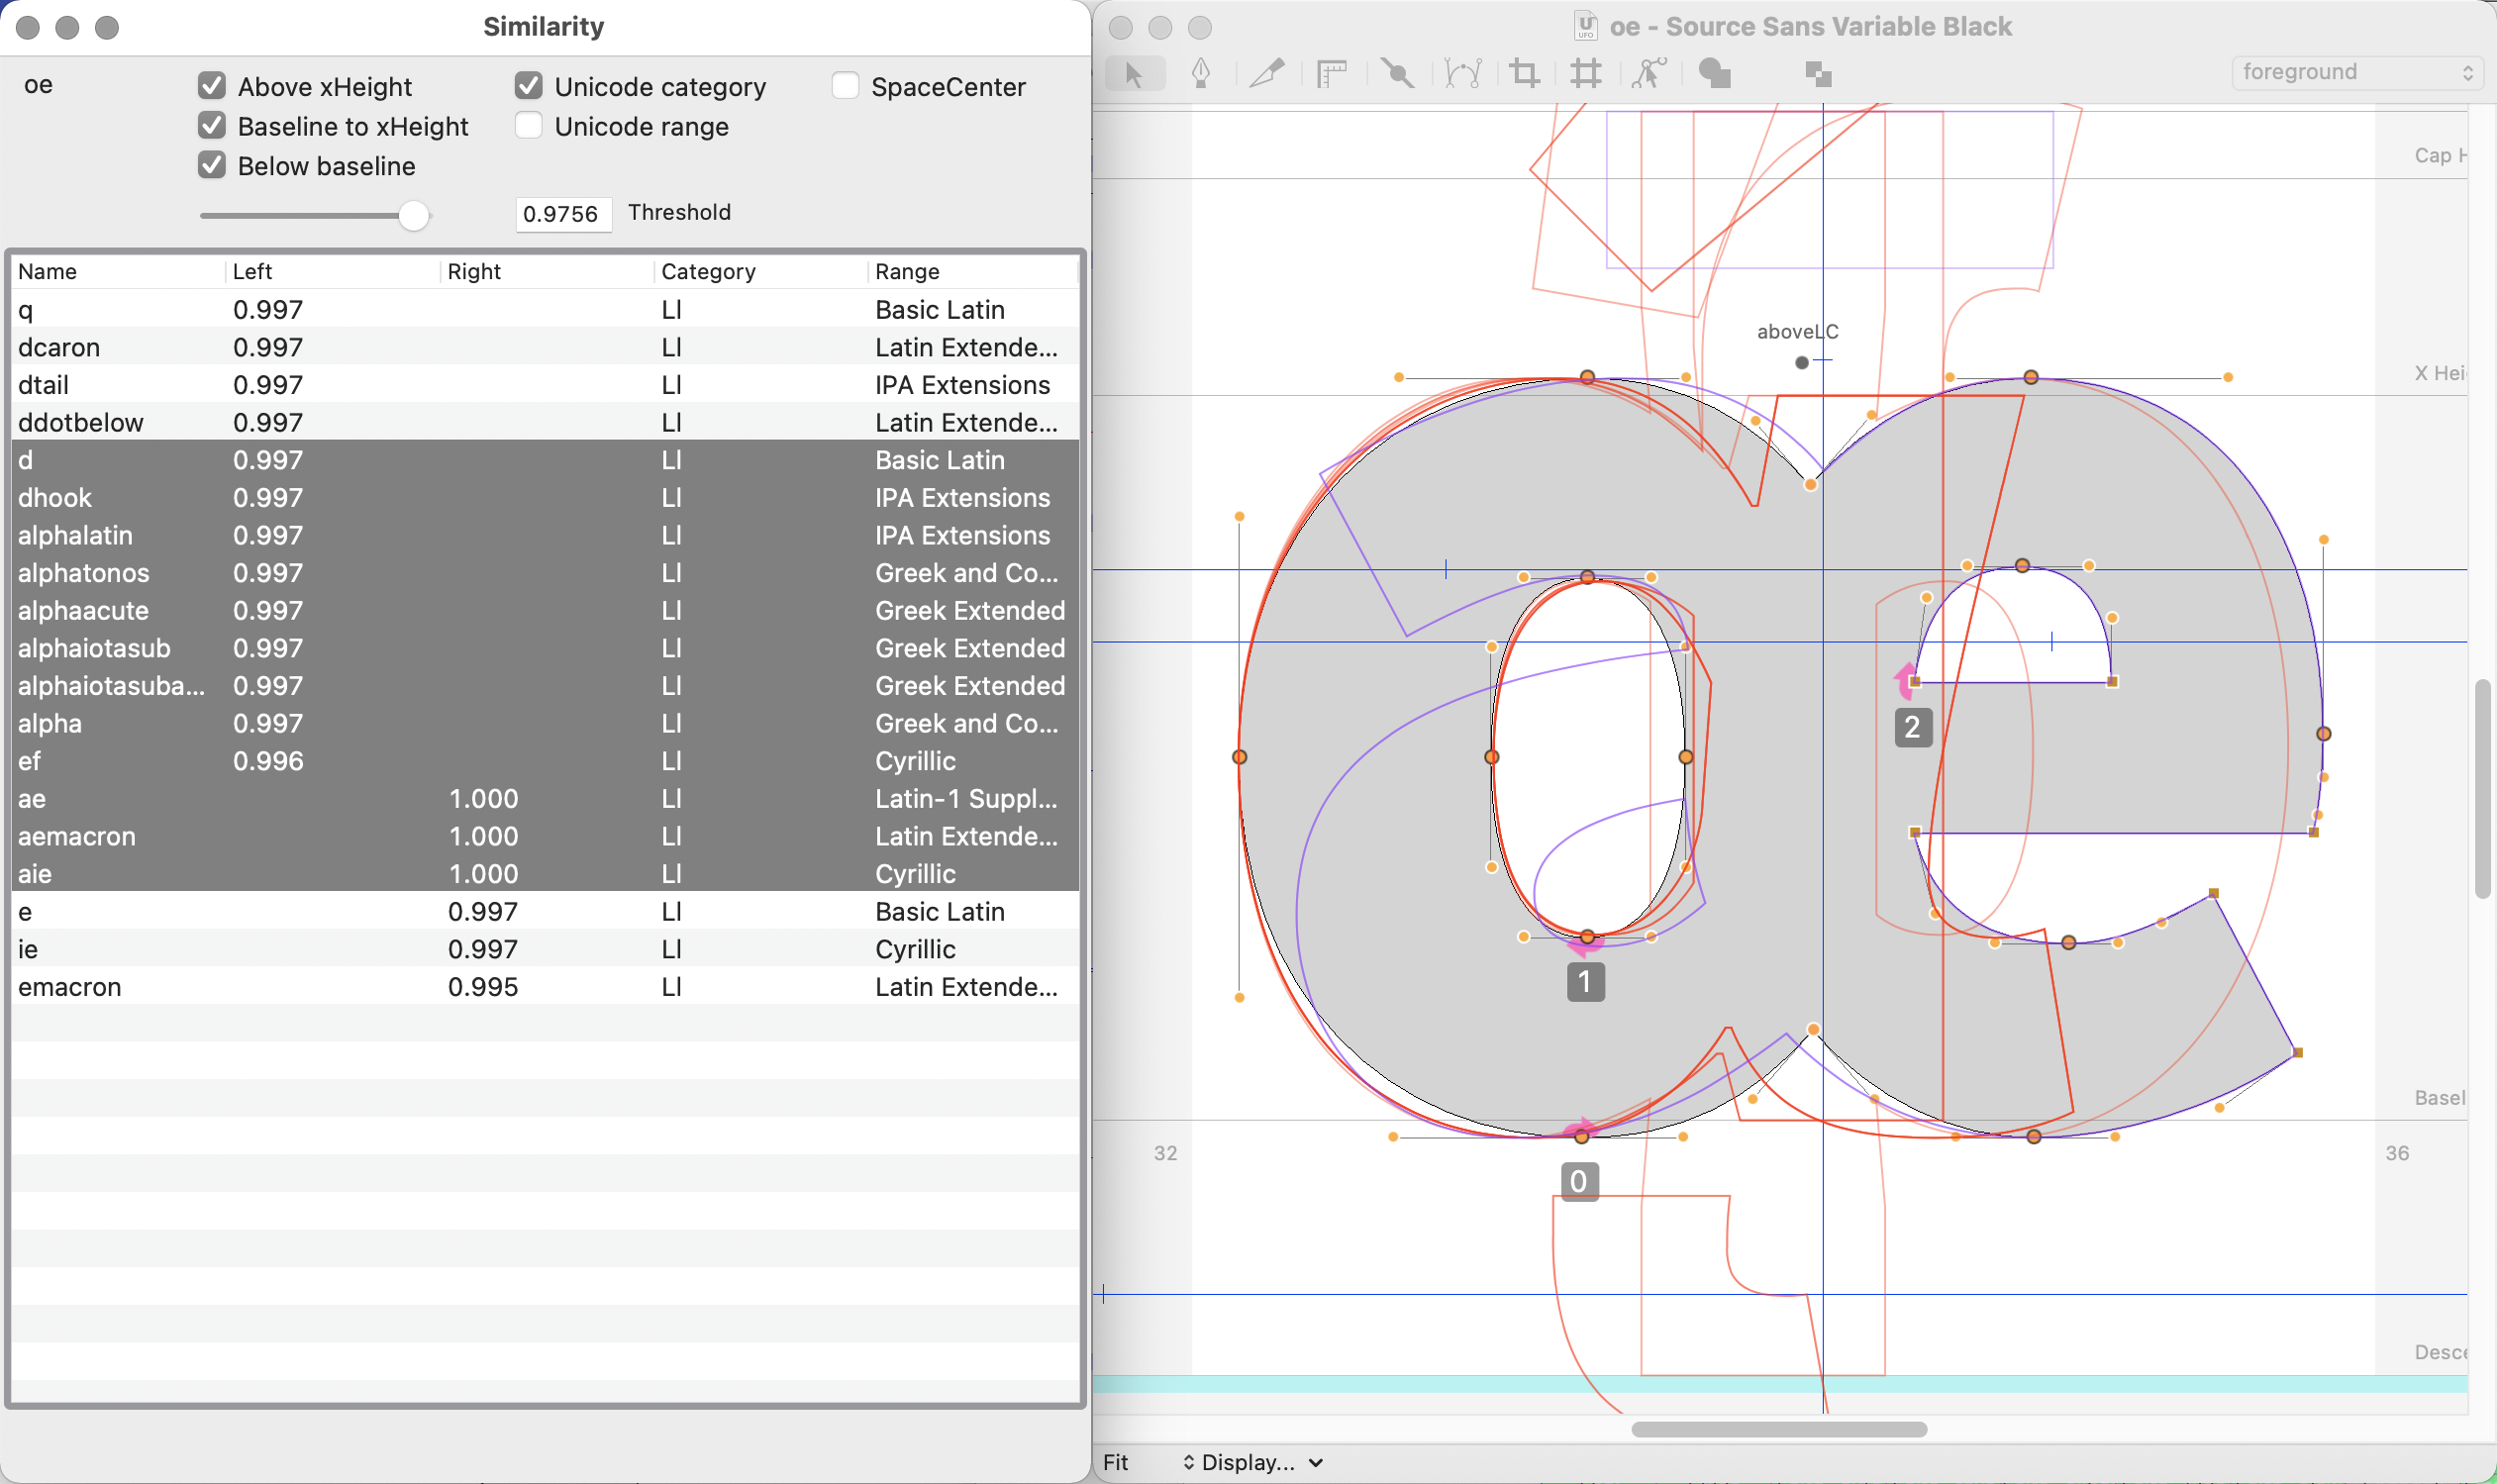 Similarity
oe
Above xHeight
Unicode category
SpaceCenter
Baseline to xHeight
Unicode range
Below baseline
0.9756 Threshold
Name Left Right Category Range
q 0.997 Ll Basic Latin
dcaron 0.997 Ll Latin Extende...
dtail 0.997 Ll IPA Extensions
ddotbelow 0.997 Ll Latin Extende...
d 0.997 Ll Basic Latin
dhook 0.997 Ll IPA Extensions
alphalatin 0.997 Ll IPA Extensions
alphatonos 0.997 Ll Greek and Co...
alphaacute 0.997 Ll Greek Extended
alphaiotasub 0.997 Ll Greek Extended
alphaiotasuba... 0.997 Ll Greek Extended
alpha 0.997 Ll Greek and Co...
ef 0.996 Ll Cyrillic
ae 1.000 Ll Latin-1 Suppl...
aemacron 1.000 Ll Latin Extende...
aie 1.000 Ll Cyrillic
e 0.997 Ll Basic Latin
ie 0.997 Ll Cyrillic
emacron 0.995 Ll Latin Extende...
UFO oe - Source Sans Variable Black
foreground
Cap H
aboveLC
X Hei
2
1
Basel
32
36
0
Desce
Fit Display...